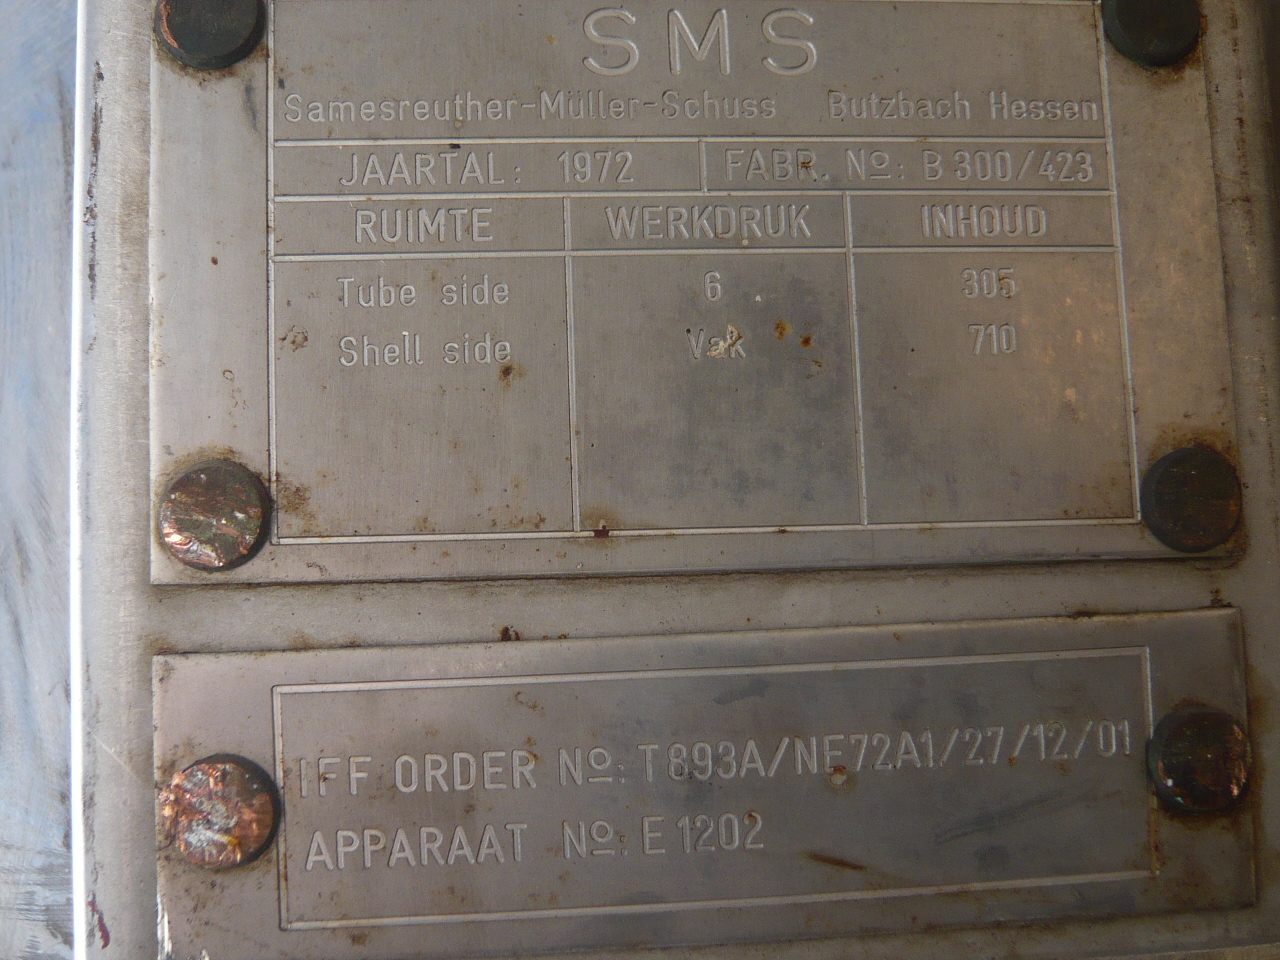 SMS
Samesreuther-Müller-Schuss Butzbach Hessen
JAARTAL: 1972 FABR. No: B 300/423
RUIMTE WERKDRUK INHOUD
Tube side 6 305
Shell side Vak 710
IFF ORDER No: T 893A/NE72A1/27/12/01
APPARAAT No: E 1202